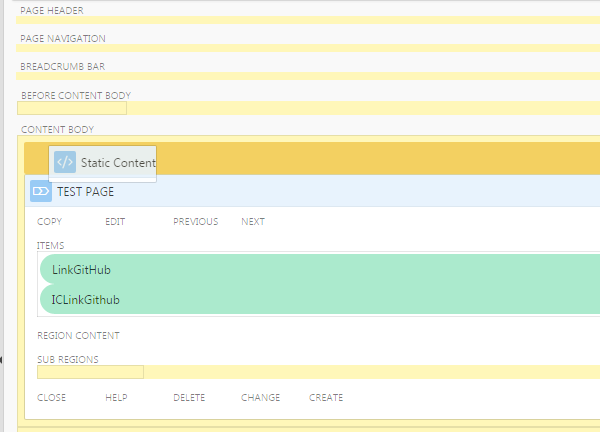 PAGE HEADER
PAGE NAVIGATION
BREADCRUMB BAR
BEFORE CONTENT BODY
CONTENT BODY
</> Static Content
TEST PAGE
COPY EDIT PREVIOUS NEXT
ITEMS
LinkGitHub
ICLinkGithub
REGION CONTENT
SUB REGIONS
CLOSE HELP DELETE CHANGE CREATE